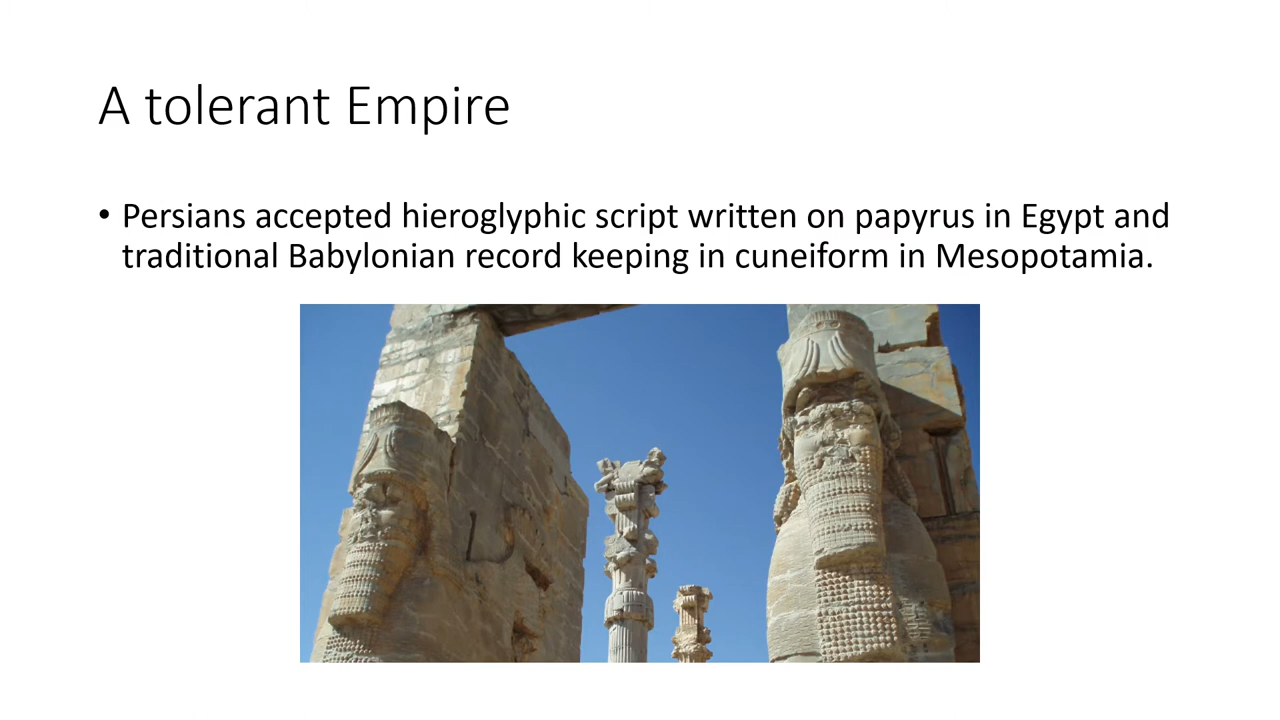 A tolerant Empire
• Persians accepted hieroglyphic script written on papyrus in Egypt and
traditional Babylonian record keeping in cuneiform in Mesopotamia.